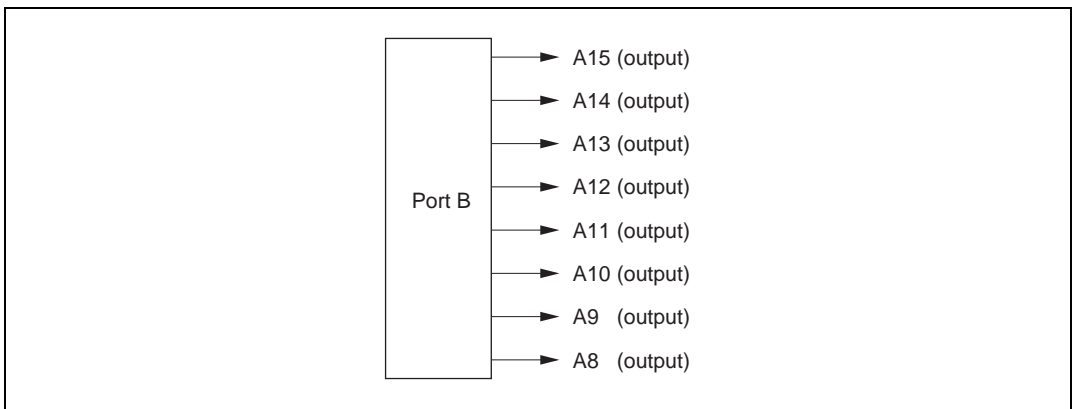 A15 (output)
A14 (output)
A13 (output)
A12 (output)
Port B
A11 (output)
A10 (output)
A9 (output)
A8 (output)